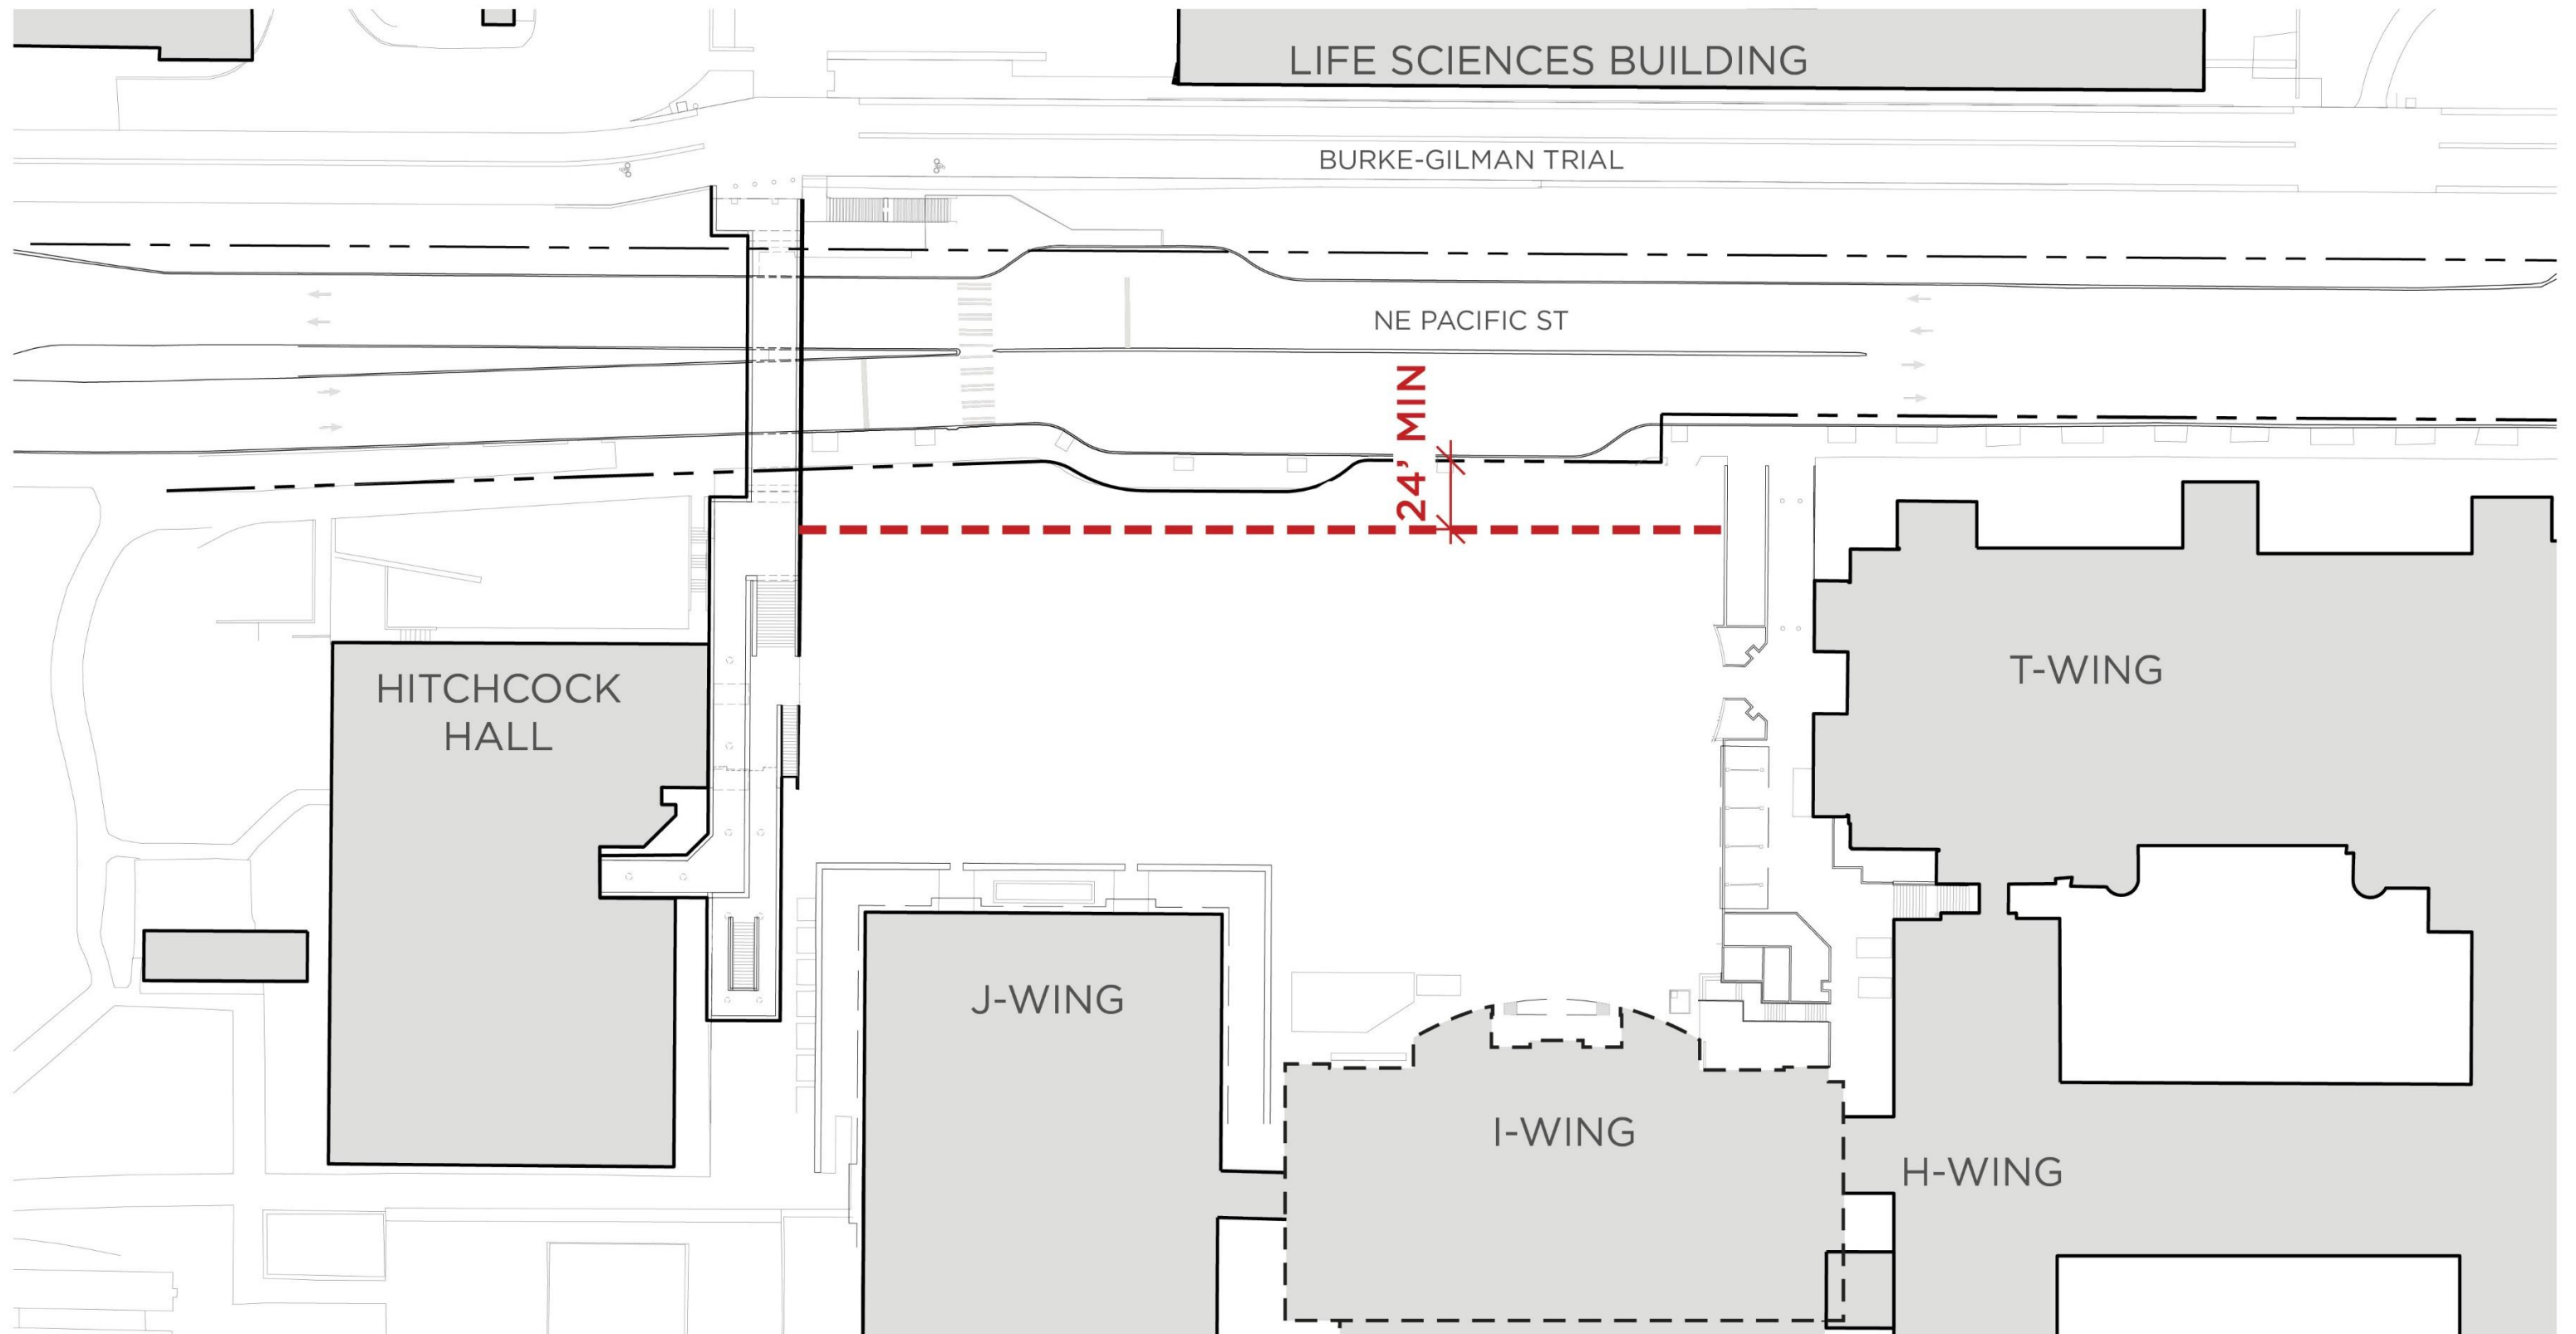 LIFE SCIENCES BUILDING
BURKE-GILMAN TRIAL
NE PACIFIC ST
24' MIN
HITCHCOCK
HALL
T-WING
J-WING
I-WING
H-WING